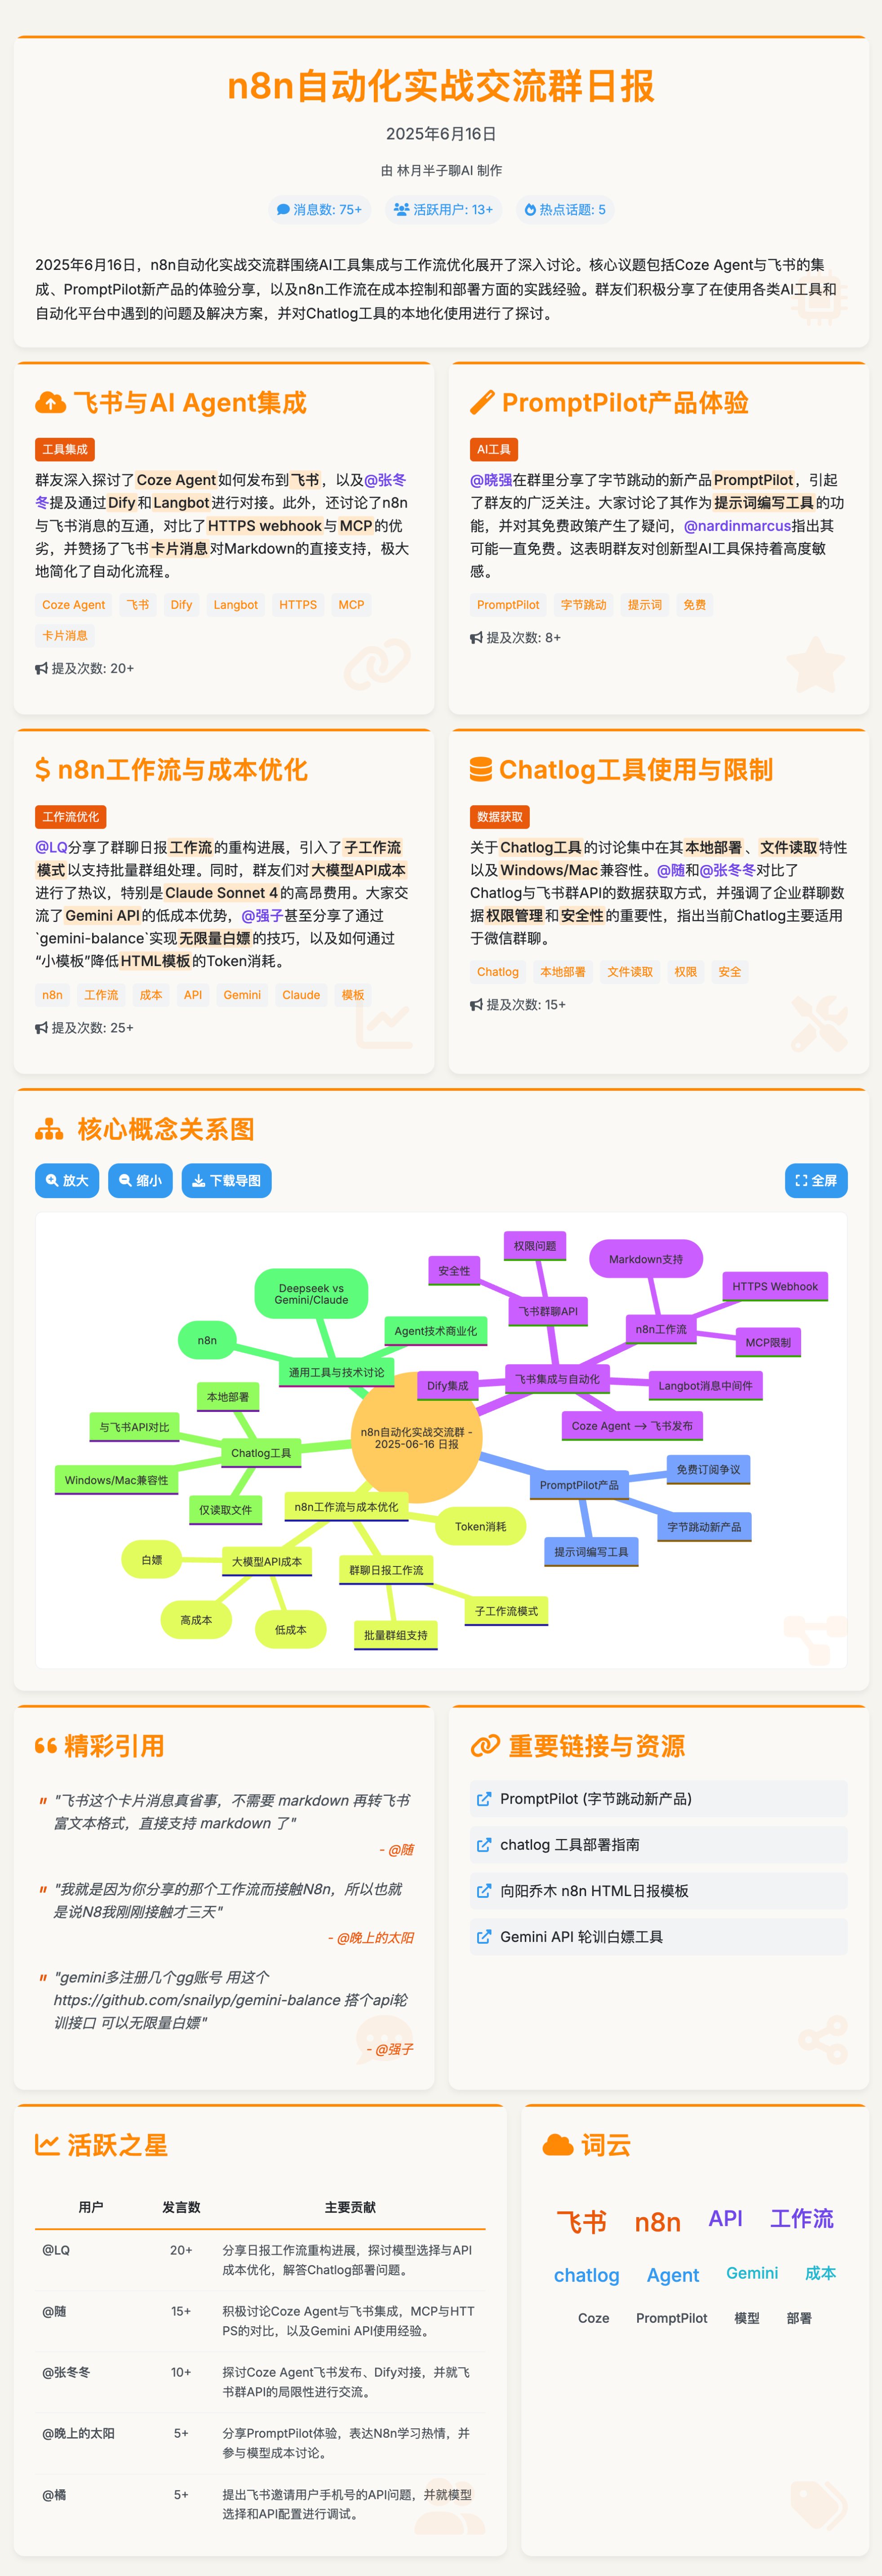 n8n自动化实战交流群日报
2025年6月16日
由 林月半子聊AI 制作
消息数: 75+
活跃用户: 13+
热点话题: 5
2025年6月16日，n8n自动化实战交流群围绕AI工具集成与工作流优化展开了深入讨论。核心议题包括Coze Agent与飞书的集
成、PromptPilot新产品的体验分享，以及n8n工作流在成本控制和部署方面的实践经验。群友们积极分享了在使用各类AI工具和
自动化平台中遇到的问题及解决方案，并对Chatlog工具的本地化使用进行了探讨。
飞书与AI Agent集成
工具集成
群友深入探讨了Coze Agent如何发布到飞书，以及@张冬
冬提及通过Dify和Langbot进行对接。此外，还讨论了n8n
与飞书消息的互通，对比了HTTPS webhook与MCP的优
劣，并赞扬了飞书卡片消息对Markdown的直接支持，极大
地简化了自动化流程。
Coze Agent
飞书
Dify
Langbot
HTTPS
MCP
卡片消息
提及次数: 20+
PromptPilot产品体验
AI工具
@晓强在群里分享了字节跳动的新产品PromptPilot，引起
了群友的广泛关注。大家讨论了其作为提示词编写工具的功
能，并对其免费政策产生了疑问，@nardinmarcus指出其
可能一直免费。这表明群友对创新型AI工具保持着高度敏
感。
PromptPilot
字节跳动
提示词
免费
提及次数: 8+
n8n工作流与成本优化
工作流优化
@LQ分享了群聊日报工作流的重构进展，引入了子工作流
模式以支持批量群组处理。同时，群友们对大模型API成本
进行了热议，特别是Claude Sonnet 4的高昂费用。大家交
流了Gemini API的低成本优势，@强子甚至分享了通过
`gemini-balance`实现无限量白嫖的技巧，以及如何通过
“小模板”降低HTML模板的Token消耗。
n8n
工作流
成本
API
Gemini
Claude
模板
提及次数: 25+
Chatlog工具使用与限制
数据获取
关于Chatlog工具的讨论集中在其本地部署、文件读取特性
以及Windows/Mac兼容性。@随和@张冬冬对比了
Chatlog与飞书群API的数据获取方式，并强调了企业群聊数
据权限管理和安全性的重要性，指出当前Chatlog主要适用
于微信群聊。
Chatlog
本地部署
文件读取
权限
安全
提及次数: 15+
核心概念关系图
放大
缩小
下载导图
全屏
权限问题
Markdown支持
安全性
HTTPS Webhook
Deepseek vs
Gemini/Claude
飞书群聊API
n8n工作流
Agent技术商业化
n8n
MCP限制
通用工具与技术讨论
飞书集成与自动化
Dify集成
Langbot消息中间件
本地部署
Coze Agent → 飞书发布
与飞书API对比
n8n自动化实战交流群 -
2025-06-16 日报
Chatlog工具
Windows/Mac兼容性
免费订阅争议
PromptPilot产品
仅读取文件
n8n工作流与成本优化
Token消耗
字节跳动新产品
提示词编写工具
白嫖
大模型API成本
群聊日报工作流
高成本
低成本
子工作流模式
批量群组支持
精彩引用
"飞书这个卡片消息真省事，不需要 markdown 再转飞书
富文本格式，直接支持 markdown 了"
- @随
"我就是因为你分享的那个工作流而接触N8n，所以也就
是说N8我刚刚接触才三天"
- @晚上的太阳
"gemini多注册几个gg账号 用这个
https://github.com/snailyp/gemini-balance 搭个api轮
训接口 可以无限量白嫖"
- @强子
重要链接与资源
PromptPilot (字节跳动新产品)
chatlog 工具部署指南
向阳乔木 n8n HTML日报模板
Gemini API 轮训白嫖工具
活跃之星
用户 发言数 主要贡献
@LQ 20+ 分享日报工作流重构进展，探讨模型选择与API
成本优化，解答Chatlog部署问题。
@随 15+ 积极讨论Coze Agent与飞书集成，MCP与HTT
PS的对比，以及Gemini API使用经验。
@张冬冬 10+ 探讨Coze Agent飞书发布、Dify对接，并就飞
书群API的局限性进行交流。
@晚上的太阳 5+ 分享PromptPilot体验，表达N8n学习热情，并
参与模型成本讨论。
@橘 5+ 提出飞书邀请用户手机号的API问题，并就模型
选择和API配置进行调试。
词云
飞书 n8n API 工作流
chatlog Agent Gemini 成本
Coze PromptPilot 模型 部署